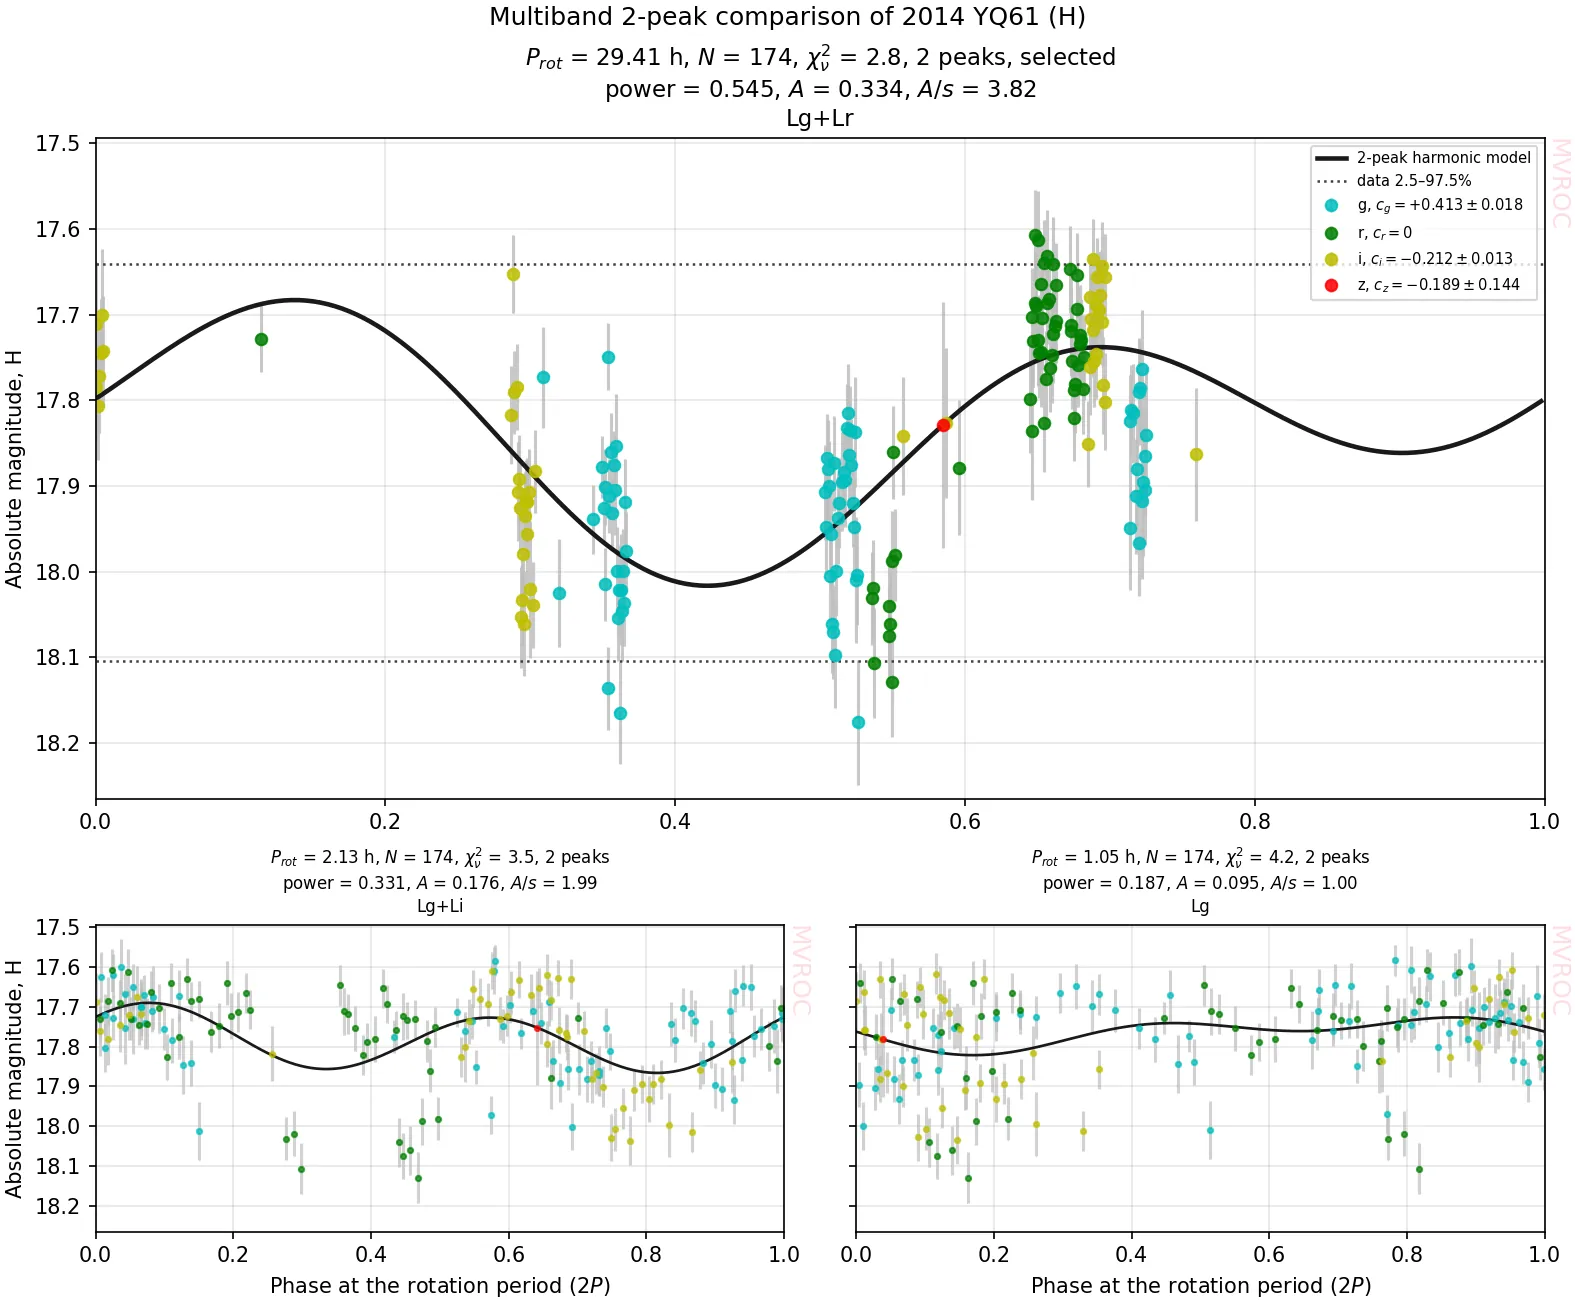 Multiband 2-peak comparison of 2014 YQ61 (H)
P_rot = 29.41 h, N = 174, χ²_ν = 2.8, 2 peaks, selected
power = 0.545, A = 0.334, A/s = 3.82
Lg+Lr
17.5
17.6
17.7
17.8
17.9
18.0
18.1
18.2
Absolute magnitude, H
2-peak harmonic model
data 2.5–97.5%
g, c_g = +0.413 ± 0.018
r, c_r = 0
i, c_i = −0.212 ± 0.013
z, c_z = −0.189 ± 0.144
MVROC
0.0 0.2 0.4 0.6 0.8 1.0
P_rot = 2.13 h, N = 174, χ²_ν = 3.5, 2 peaks
power = 0.331, A = 0.176, A/s = 1.99
Lg+Li
17.5
17.6
17.7
17.8
17.9
18.0
18.1
18.2
Absolute magnitude, H
MVROC
0.0 0.2 0.4 0.6 0.8 1.0
Phase at the rotation period (2P)
P_rot = 1.05 h, N = 174, χ²_ν = 4.2, 2 peaks
power = 0.187, A = 0.095, A/s = 1.00
Lg
MVROC
0.0 0.2 0.4 0.6 0.8 1.0
Phase at the rotation period (2P)